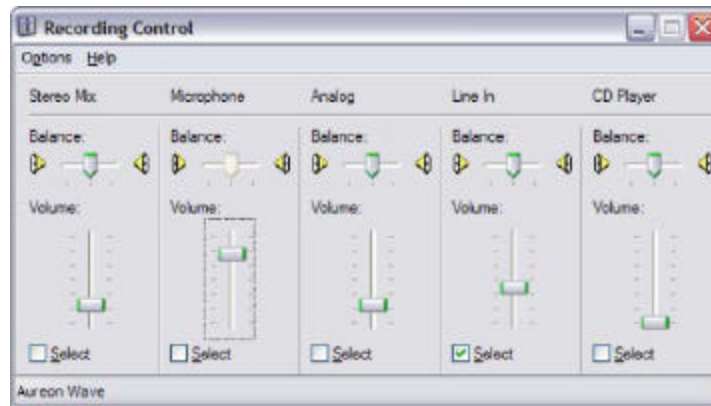 Recording Control
Options Help
Stereo Mix Microphone Analog Line In CD Player
Balance: Balance: Balance: Balance: Balance:
Volume: Volume: Volume: Volume: Volume:
Select Select Select Select Select
Aureon Wave